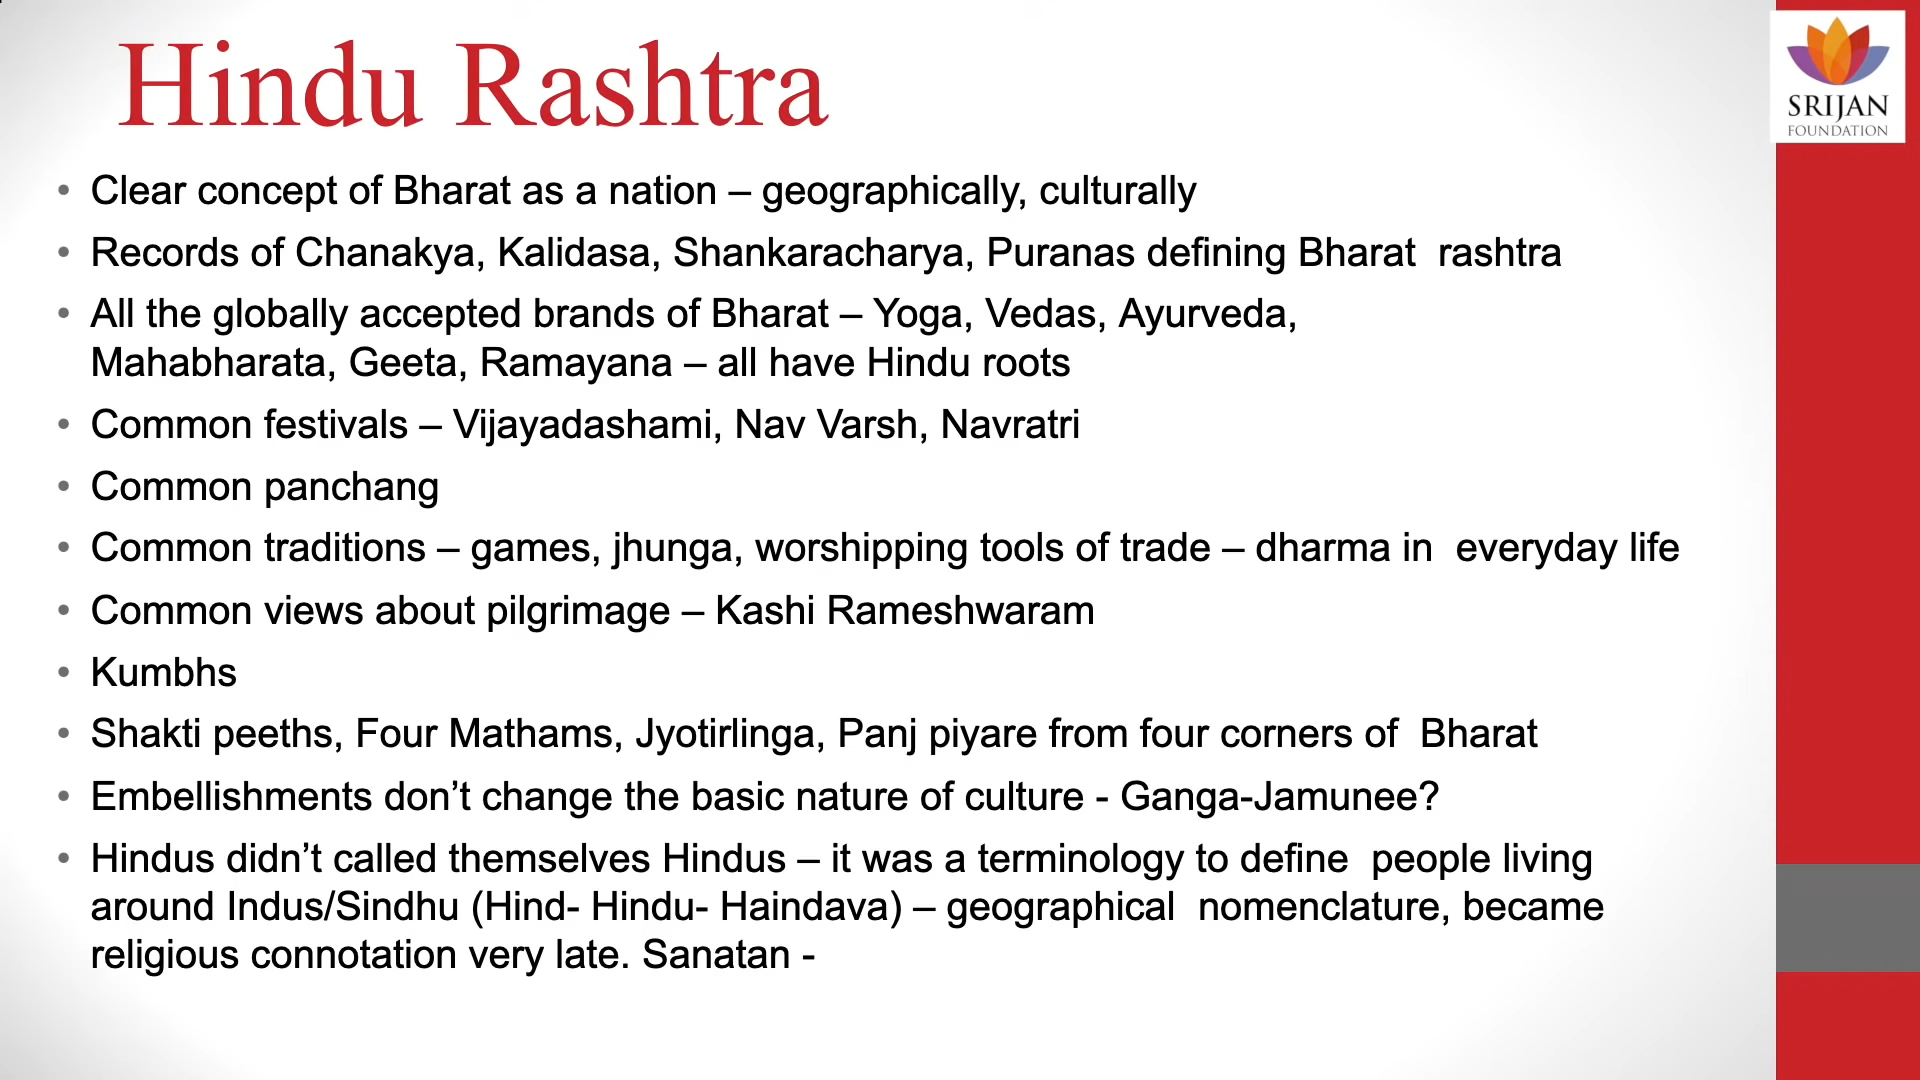 Hindu Rashtra
SRIJAN
FOUNDATION
• Clear concept of Bharat as a nation – geographically, culturally
• Records of Chanakya, Kalidasa, Shankaracharya, Puranas defining Bharat  rashtra
• All the globally accepted brands of Bharat – Yoga, Vedas, Ayurveda,
Mahabharata, Geeta, Ramayana – all have Hindu roots
• Common festivals – Vijayadashami, Nav Varsh, Navratri
• Common panchang
• Common traditions – games, jhunga, worshipping tools of trade – dharma in  everyday life
• Common views about pilgrimage – Kashi Rameshwaram
• Kumbhs
• Shakti peeths, Four Mathams, Jyotirlinga, Panj piyare from four corners of  Bharat
• Embellishments don’t change the basic nature of culture - Ganga-Jamunee?
• Hindus didn’t called themselves Hindus – it was a terminology to define  people living
around Indus/Sindhu (Hind- Hindu- Haindava) – geographical  nomenclature, became
religious connotation very late. Sanatan -